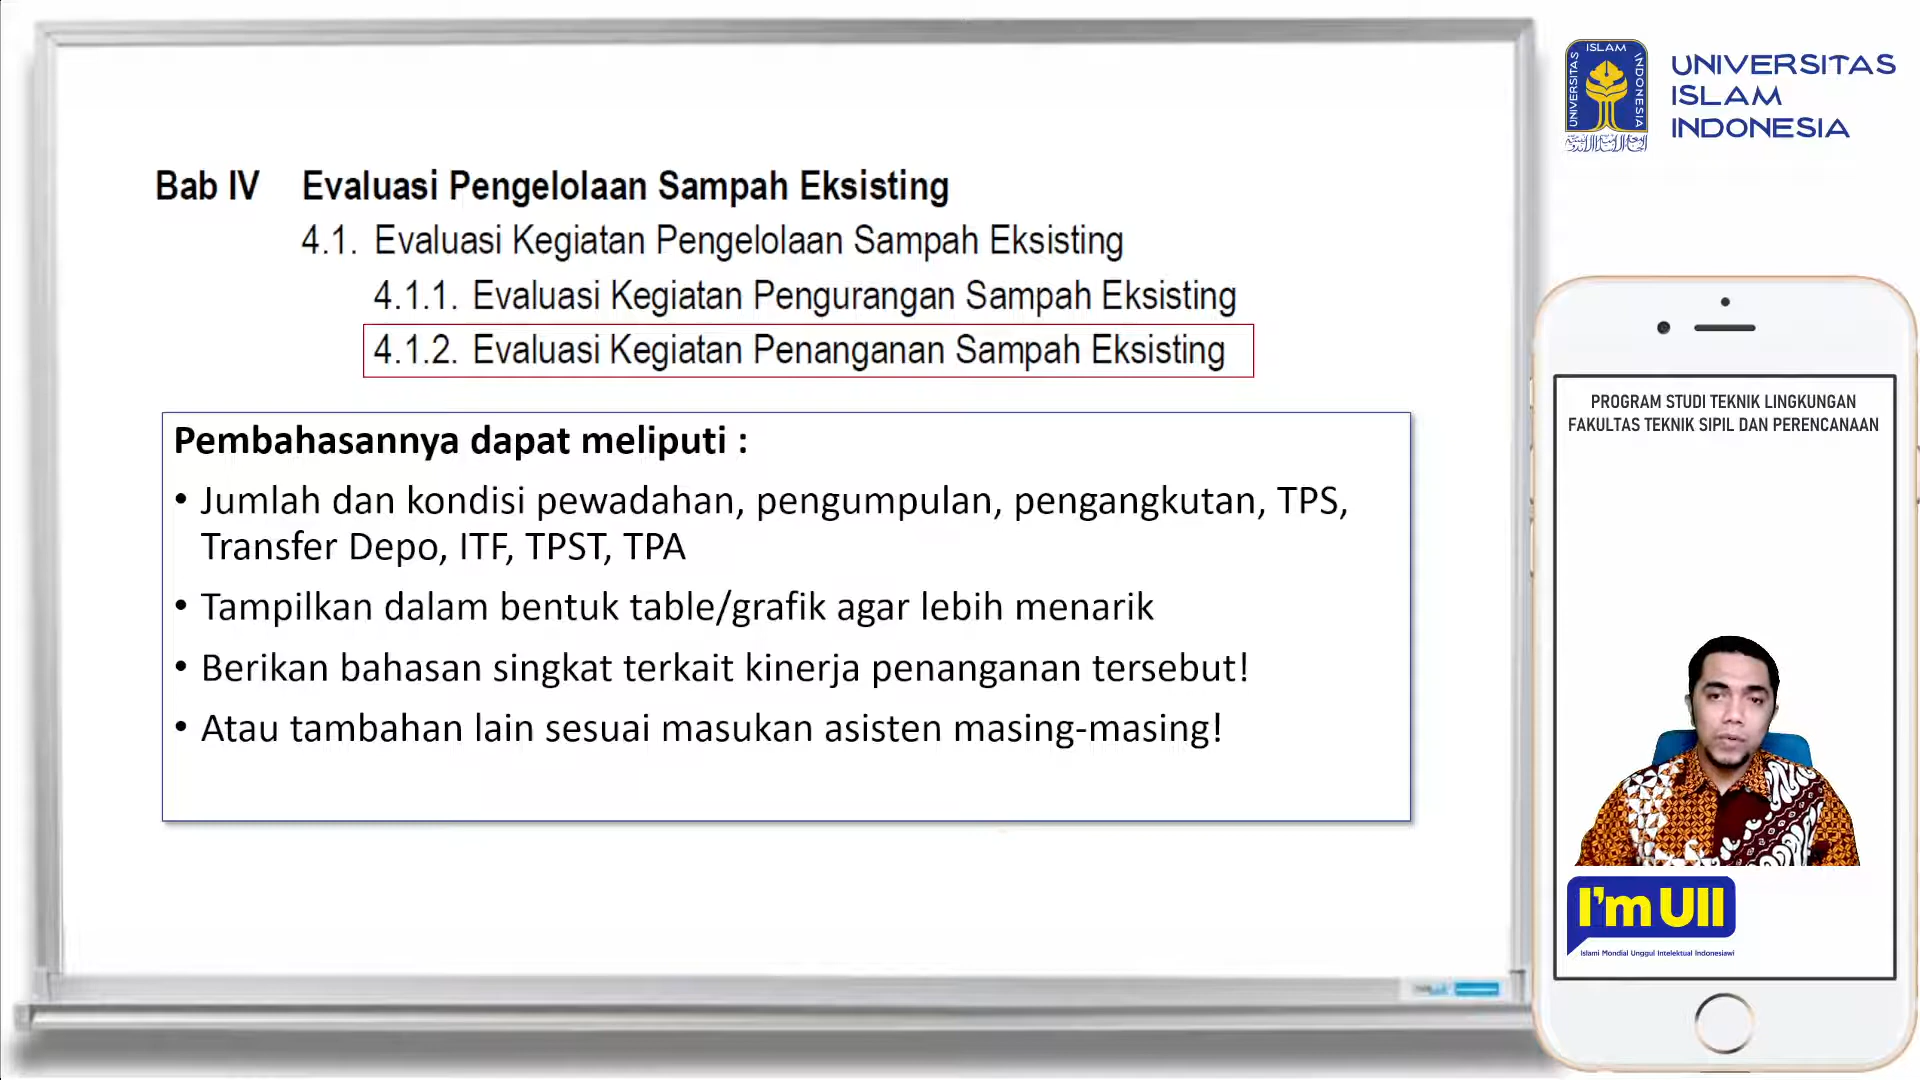 Bab IV Evaluasi Pengelolaan Sampah Eksisting
4.1. Evaluasi Kegiatan Pengelolaan Sampah Eksisting
4.1.1. Evaluasi Kegiatan Pengurangan Sampah Eksisting
4.1.2. Evaluasi Kegiatan Penanganan Sampah Eksisting
Pembahasannya dapat meliputi :
• Jumlah dan kondisi pewadahan, pengumpulan, pengangkutan, TPS,
Transfer Depo, ITF, TPST, TPA
• Tampilkan dalam bentuk table/grafik agar lebih menarik
• Berikan bahasan singkat terkait kinerja penanganan tersebut!
• Atau tambahan lain sesuai masukan asisten masing-masing!
UNIVERSITAS ISLAM INDONESIA
UNIVERSITAS
ISLAM
INDONESIA
PROGRAM STUDI TEKNIK LINGKUNGAN
FAKULTAS TEKNIK SIPIL DAN PERENCANAAN
I'm UII
Islami Mondial Unggul Intelektual Indonesiawi